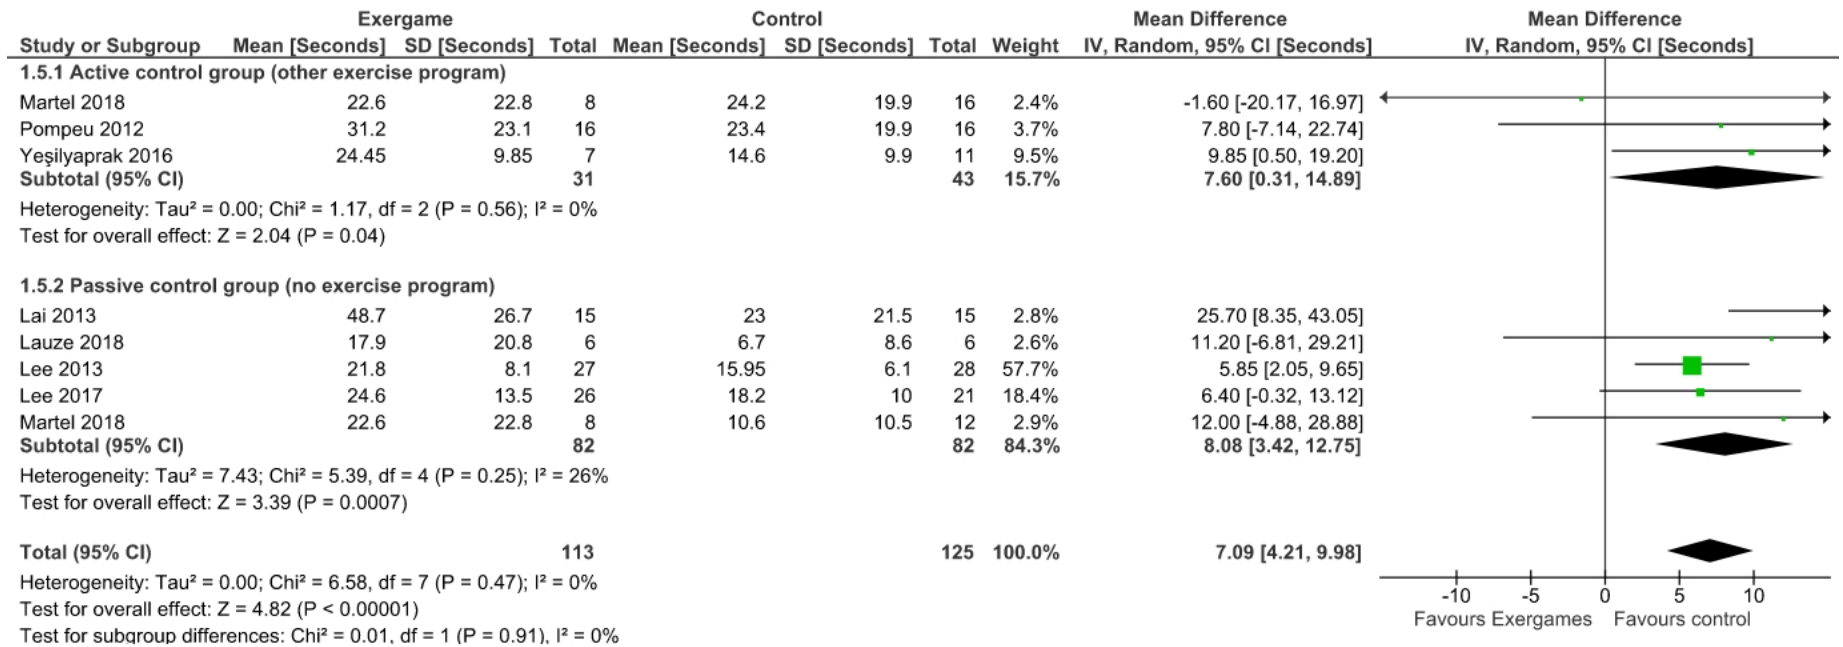 Exergame Control Mean Difference Mean Difference
Study or Subgroup Mean [Seconds] SD [Seconds] Total Mean [Seconds] SD [Seconds] Total Weight IV, Random, 95% CI [Seconds] IV, Random, 95% CI [Seconds]
1.5.1 Active control group (other exercise program)
Martel 2018 22.6 22.8 8 24.2 19.9 16 2.4% -1.60 [-20.17, 16.97]
Pompeu 2012 31.2 23.1 16 23.4 19.9 16 3.7% 7.80 [-7.14, 22.74]
Yeşilyaprak 2016 24.45 9.85 7 14.6 9.9 11 9.5% 9.85 [0.50, 19.20]
Subtotal (95% CI) 31 43 15.7% 7.60 [0.31, 14.89]
Heterogeneity: Tau² = 0.00; Chi² = 1.17, df = 2 (P = 0.56); I² = 0%
Test for overall effect: Z = 2.04 (P = 0.04)
1.5.2 Passive control group (no exercise program)
Lai 2013 48.7 26.7 15 23 21.5 15 2.8% 25.70 [8.35, 43.05]
Lauze 2018 17.9 20.8 6 6.7 8.6 6 2.6% 11.20 [-6.81, 29.21]
Lee 2013 21.8 8.1 27 15.95 6.1 28 57.7% 5.85 [2.05, 9.65]
Lee 2017 24.6 13.5 26 18.2 10 21 18.4% 6.40 [-0.32, 13.12]
Martel 2018 22.6 22.8 8 10.6 10.5 12 2.9% 12.00 [-4.88, 28.88]
Subtotal (95% CI) 82 82 84.3% 8.08 [3.42, 12.75]
Heterogeneity: Tau² = 7.43; Chi² = 5.39, df = 4 (P = 0.25); I² = 26%
Test for overall effect: Z = 3.39 (P = 0.0007)
Total (95% CI) 113 125 100.0% 7.09 [4.21, 9.98]
Heterogeneity: Tau² = 0.00; Chi² = 6.58, df = 7 (P = 0.47); I² = 0%
Test for overall effect: Z = 4.82 (P < 0.00001)
Test for subgroup differences: Chi² = 0.01, df = 1 (P = 0.91), I² = 0%
-10 -5 0 5 10
Favours Exergames Favours control